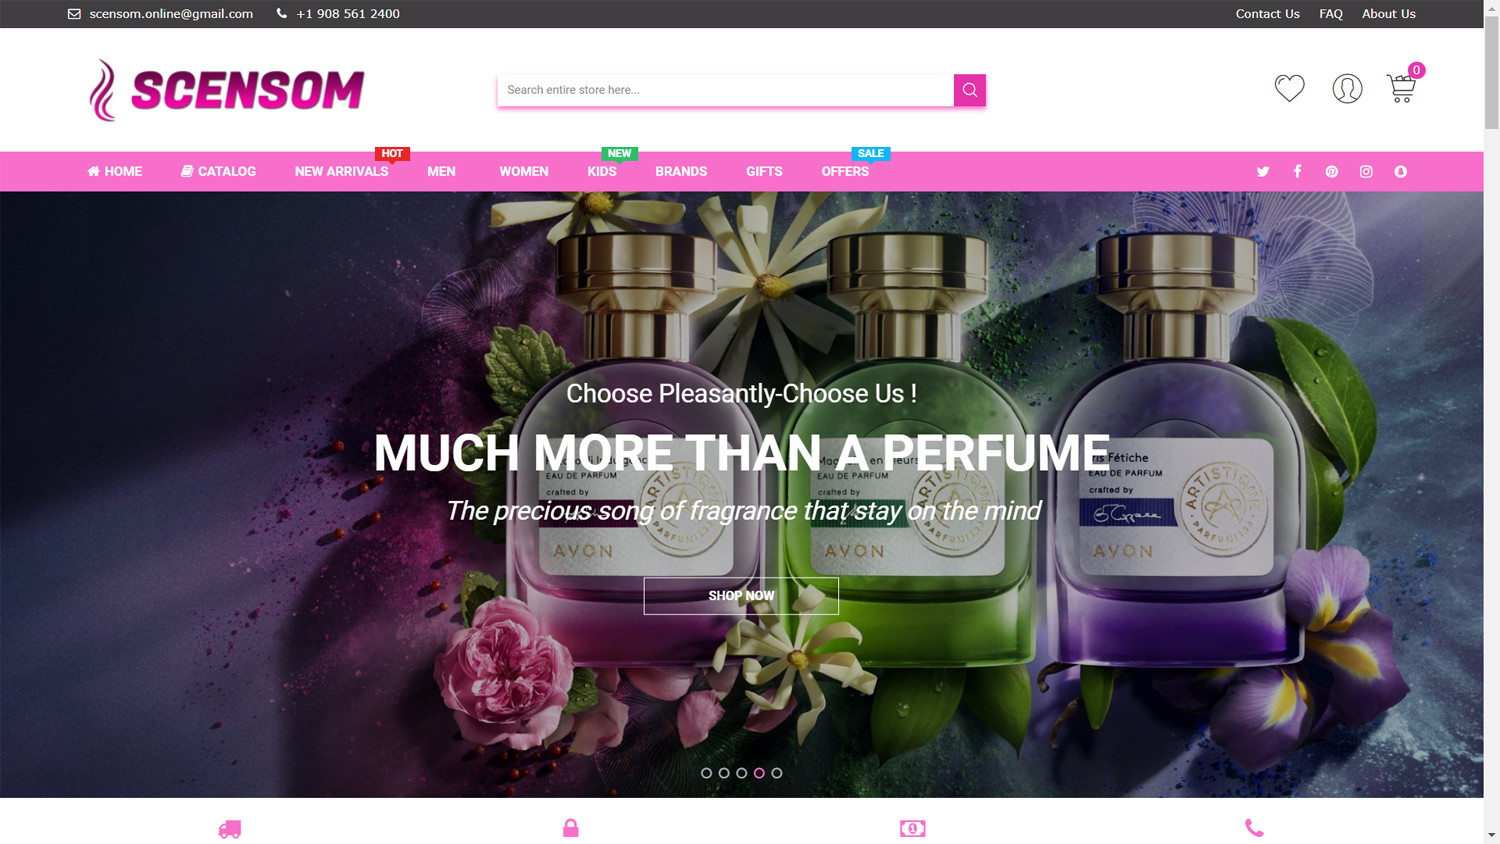 scensom.online@gmail.com +1 908 561 2400 Contact Us FAQ About Us
SCENSOM
Search entire store here...
0
HOT NEW SALE
HOME CATALOG NEW ARRIVALS MEN WOMEN KIDS BRANDS GIFTS OFFERS
Choose Pleasantly-Choose Us !
MUCH MORE THAN A PERFUME
The precious song of fragrance that stay on the mind
SHOP NOW
EAU DE PARFUM
crafted by
AVON
EAU DE PARFUM
crafted by
ARTISTIQUE
AVON
Fétiche
EAU DE PARFUM
crafted by
ARTISTIQUE
PARFUMIERS
AVON